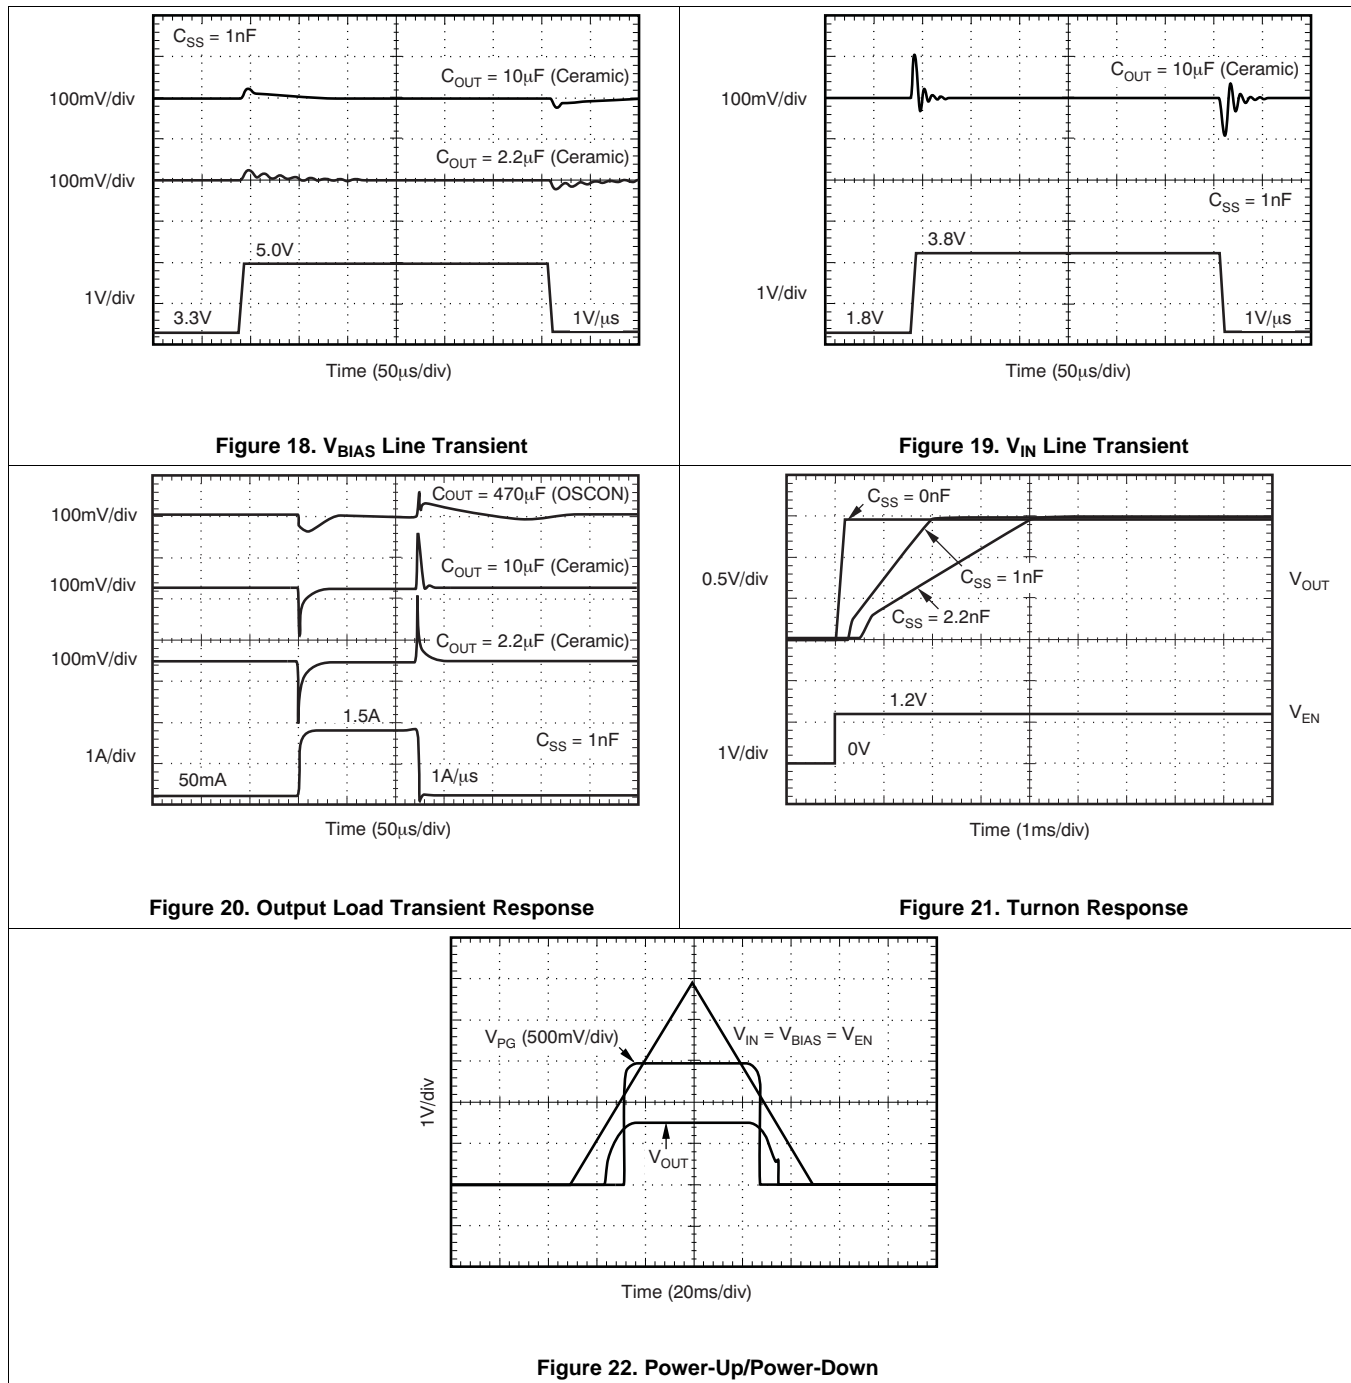 C_SS = 1nF
C_OUT = 10μF (Ceramic)
100mV/div
C_OUT = 2.2μF (Ceramic)
100mV/div
5.0V
1V/div
3.3V
1V/μs
Time (50μs/div)
Figure 18. V_BIAS Line Transient
C_OUT = 10μF (Ceramic)
100mV/div
C_SS = 1nF
3.8V
1V/div
1.8V
1V/μs
Time (50μs/div)
Figure 19. V_IN Line Transient
C_OUT = 470μF (OSCON)
100mV/div
C_OUT = 10μF (Ceramic)
100mV/div
C_OUT = 2.2μF (Ceramic)
100mV/div
1.5A
C_SS = 1nF
1A/div
50mA
1A/μs
Time (50μs/div)
Figure 20. Output Load Transient Response
C_SS = 0nF
0.5V/div
C_SS = 1nF
V_OUT
C_SS = 2.2nF
1.2V
V_EN
1V/div
0V
Time (1ms/div)
Figure 21. Turnon Response
V_PG (500mV/div)
V_IN = V_BIAS = V_EN
1V/div
V_OUT
Time (20ms/div)
Figure 22. Power-Up/Power-Down